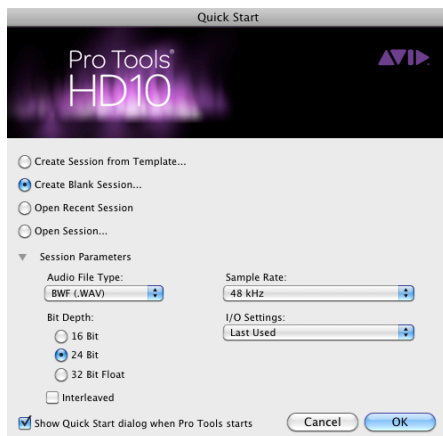 Quick Start
Pro Tools®
HD10
AVID
Create Session from Template...
Create Blank Session...
Open Recent Session
Open Session...
Session Parameters
Audio File Type:
BWF (.WAV)
Sample Rate:
48 kHz
Bit Depth:
16 Bit
24 Bit
32 Bit Float
I/O Settings:
Last Used
Interleaved
Show Quick Start dialog when Pro Tools starts
Cancel
OK